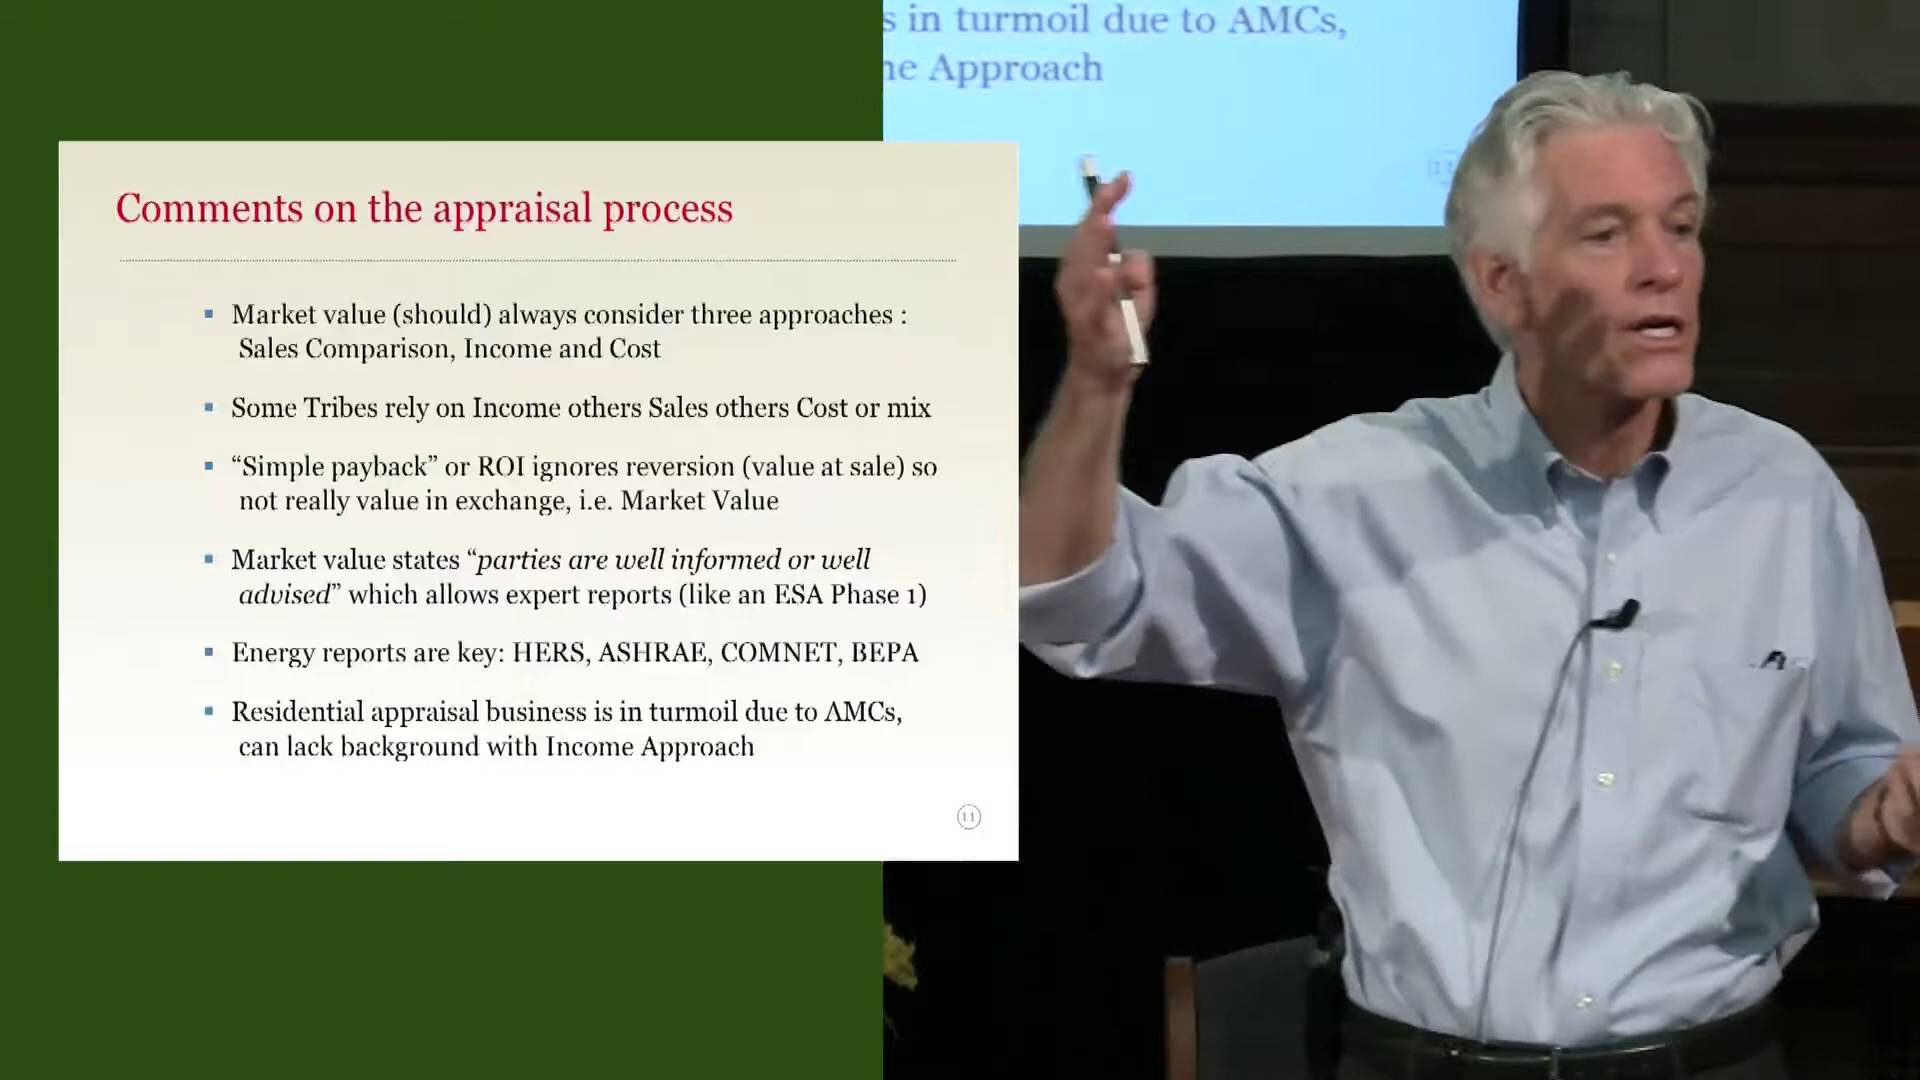 s in turmoil due to AMCs,
ne Approach
Comments on the appraisal process
Market value (should) always consider three approaches :
Sales Comparison, Income and Cost
Some Tribes rely on Income others Sales others Cost or mix
“Simple payback” or ROI ignores reversion (value at sale) so
not really value in exchange, i.e. Market Value
Market value states “parties are well informed or well
advised” which allows expert reports (like an ESA Phase 1)
Energy reports are key: HERS, ASHRAE, COMNET, BEPA
Residential appraisal business is in turmoil due to AMCs,
can lack background with Income Approach
11